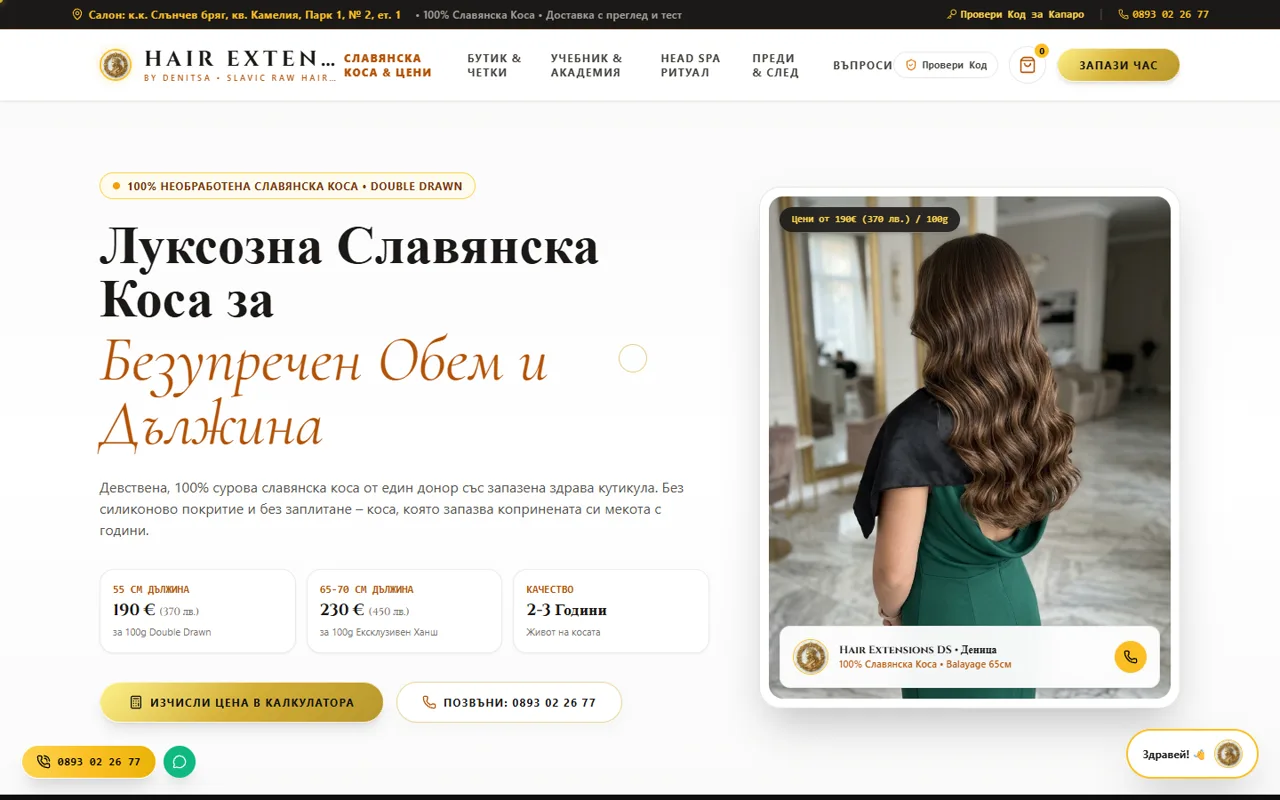 Салон: к.к. Слънчев бряг, кв. Камелия, Парк 1, № 2, ет. 1 • 100% Славянска Коса • Доставка с преглед и тест
Провери Код за Капаро | 0893 02 26 77
HAIR EXTEN...
BY DENITSA • SLAVIC RAW HAIR...
СЛАВЯНСКА
КОСА & ЦЕНИ
БУТИК &
ЧЕТКИ
УЧЕБНИК &
АКАДЕМИЯ
HEAD SPA
РИТУАЛ
ПРЕДИ
& СЛЕД
ВЪПРОСИ
Провери Код
0
ЗАПАЗИ ЧАС
100% НЕОБРАБОТЕНА СЛАВЯНСКА КОСА • DOUBLE DRAWN
Луксозна Славянска
Коса за
Безупречен Обем и
Дължина
Девствена, 100% сурова славянска коса от един донор със запазена здрава кутикула. Без
силиконово покритие и без заплитане – коса, която запазва копринената си мекота с
години.
55 СМ ДЪЛЖИНА
190 € (370 лв.)
за 100g Double Drawn
65-70 СМ ДЪЛЖИНА
230 € (450 лв.)
за 100g Ексклузивен Ханш
КАЧЕСТВО
2-3 Години
Живот на косата
ИЗЧИСЛИ ЦЕНА В КАЛКУЛАТОРА
ПОЗВЪНИ: 0893 02 26 77
Цени от 190€ (370 лв.) / 100g
HAIR EXTENSIONS DS • Деница
100% Славянска Коса • Balayage 65см
0893 02 26 77
Здравей! 👋